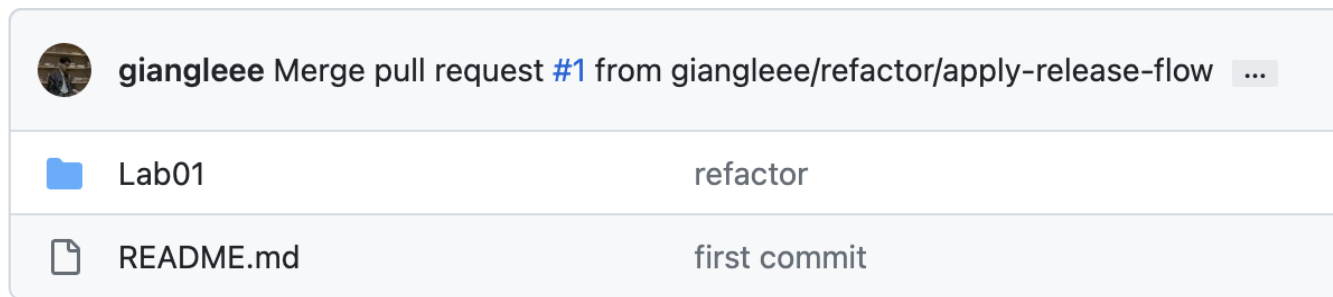 giangleee Merge pull request #1 from giangleee/refactor/apply-release-flow ...
Lab01 refactor
README.md first commit